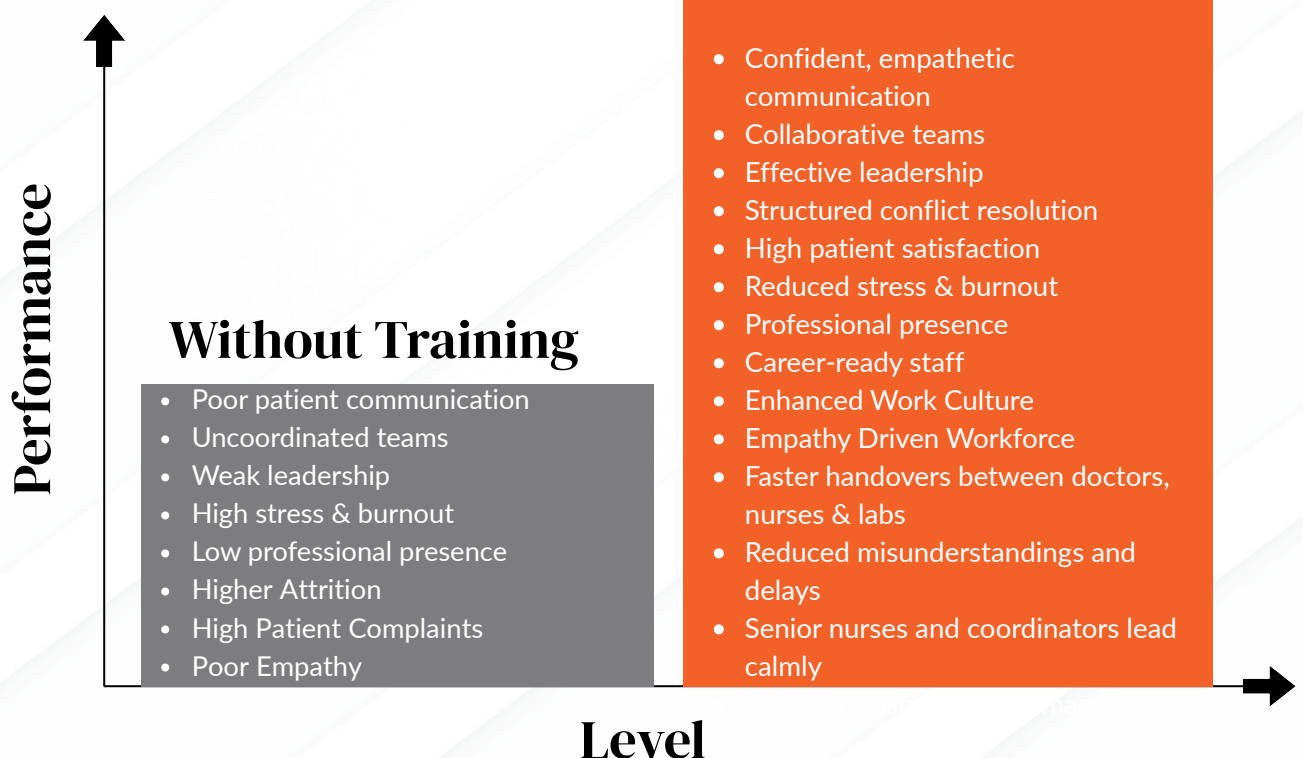 Performance
Without Training
• Poor patient communication
• Uncoordinated teams
• Weak leadership
• High stress & burnout
• Low professional presence
• Higher Attrition
• High Patient Complaints
• Poor Empathy
• Confident, empathetic
communication
• Collaborative teams
• Effective leadership
• Structured conflict resolution
• High patient satisfaction
• Reduced stress & burnout
• Professional presence
• Career-ready staff
• Enhanced Work Culture
• Empathy Driven Workforce
• Faster handovers between doctors,
nurses & labs
• Reduced misunderstandings and
delays
• Senior nurses and coordinators lead
calmly
Level